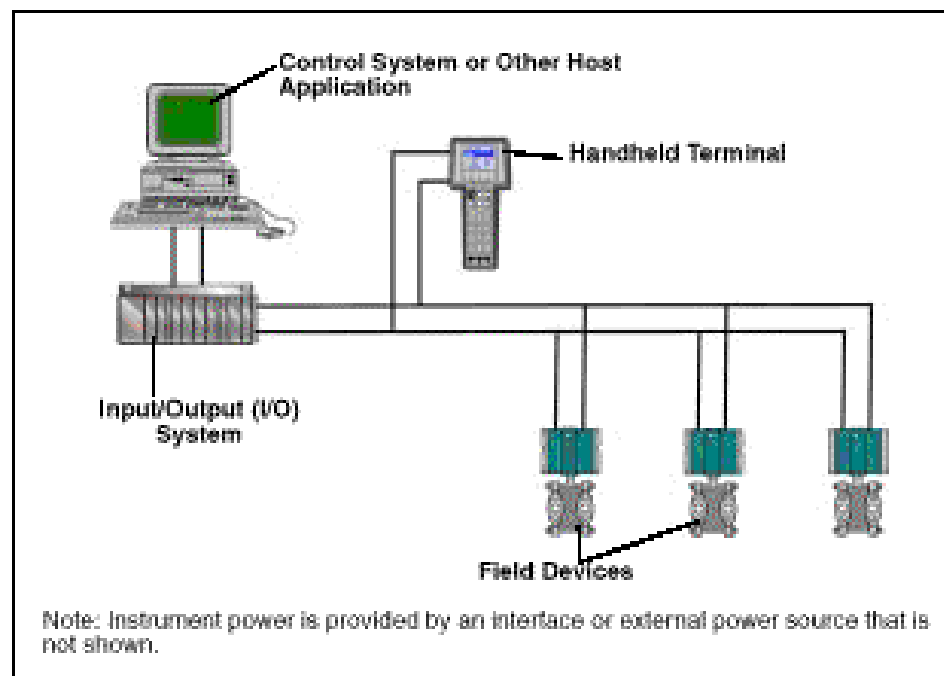 Control System or Other Host
Application
Handheld Terminal
Input/Output (I/O)
System
Field Devices
Note: Instrument power is provided by an interface or external power source that is
not shown.